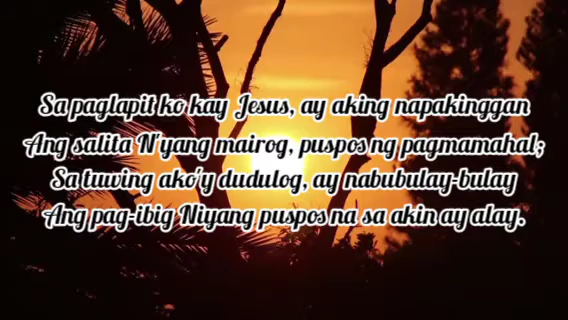 Sa paglapit ko kay Jesus, ay aking napakinggan
Ang salita N'yang mairog, puspos ng pagmamahal;
Sa tuwing ako'y dudulog, ay nabubulay-bulay
Ang pag-ibig Niyang puspos na sa akin ay alay.